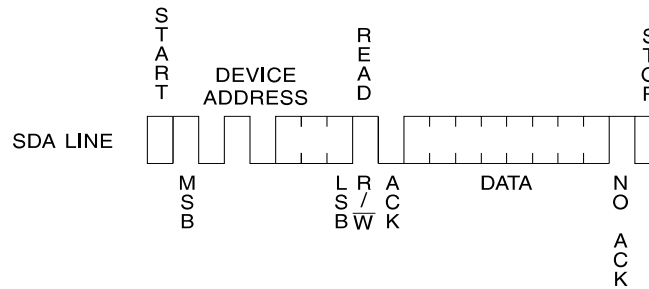 START
DEVICE
ADDRESS
READ
SDA LINE
MSB
LSB
R/W
ACK
DATA
NO ACK